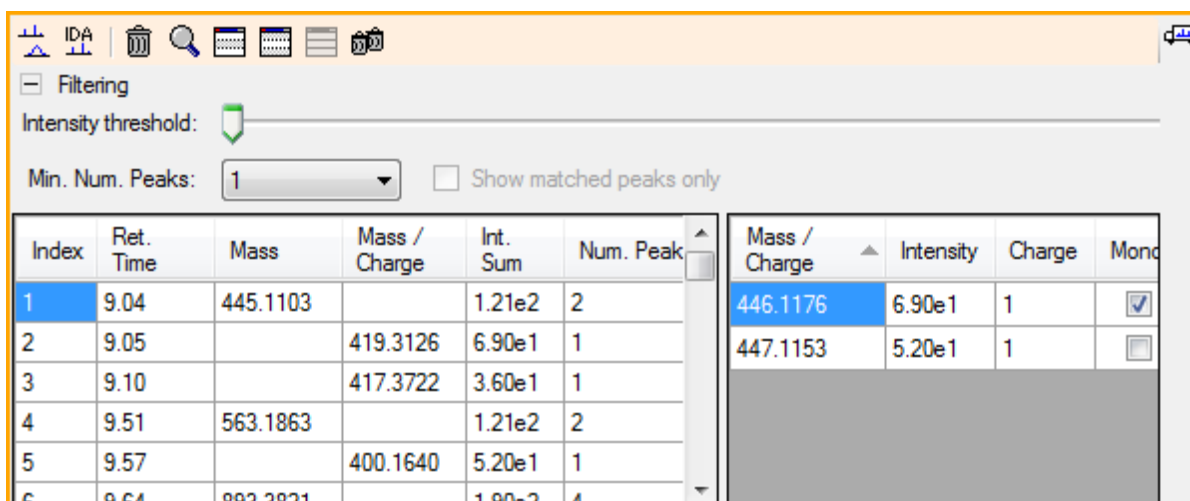 IDA
Filtering
Intensity threshold:
Min. Num. Peaks: 1 Show matched peaks only
Index Ret. Time Mass Mass / Charge Int. Sum Num. Peak Mass / Charge Intensity Charge Mono
1 9.04 445.1103 1.21e2 2 446.1176 6.90e1 1
2 9.05 419.3126 6.90e1 1 447.1153 5.20e1 1
3 9.10 417.3722 3.60e1 1
4 9.51 563.1863 1.21e2 2
5 9.57 400.1640 5.20e1 1